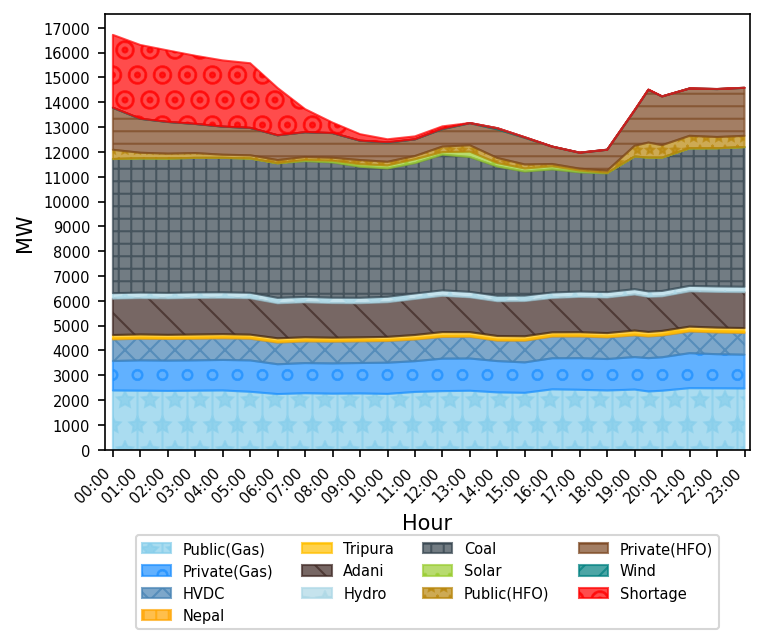 17000
16000
15000
14000
13000
12000
11000
10000
9000
8000
7000
6000
5000
4000
3000
2000
1000
0
MW
00:00 01:00 02:00 03:00 04:00 05:00 06:00 07:00 08:00 09:00 10:00 11:00 12:00 13:00 14:00 15:00 16:00 17:00 18:00 19:00 20:00 21:00 22:00 23:00
Hour
Public(Gas) Tripura Coal Private(HFO)
Private(Gas) Adani Solar Wind
HVDC Hydro Public(HFO) Shortage
Nepal